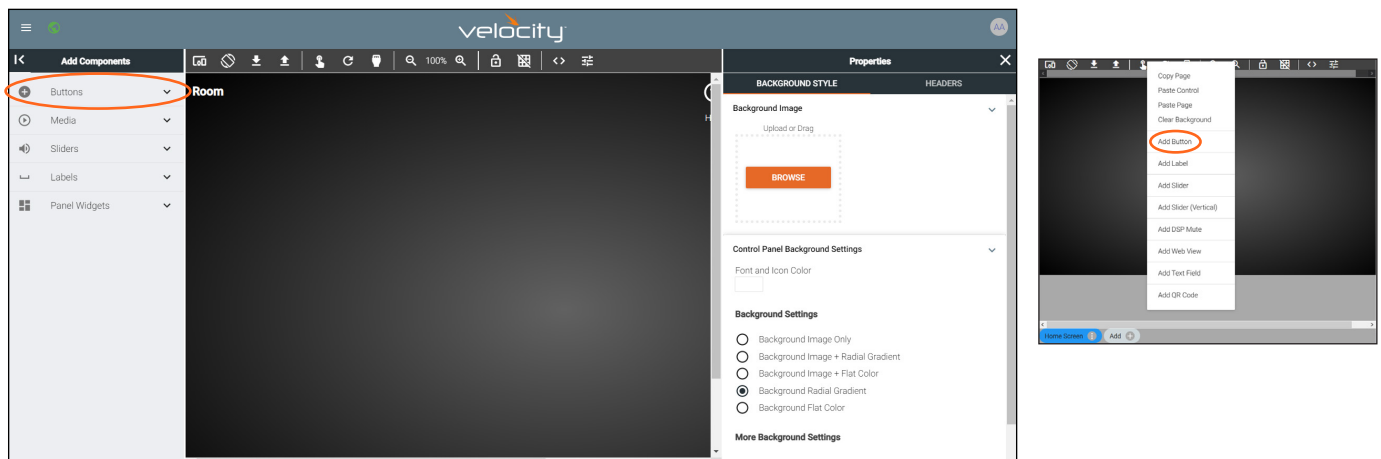 velocity
AA
Add Components
100%
Properties
Buttons
Media
Sliders
Labels
Panel Widgets
Room
H
BACKGROUND STYLE HEADERS
Background Image
Upload or Drag
BROWSE
Control Panel Background Settings
Font and Icon Color
Background Settings
Background Image Only
Background Image + Radial Gradient
Background Image + Flat Color
Background Radial Gradient
Background Flat Color
More Background Settings
Copy Page
Paste Control
Paste Page
Clear Background
Add Button
Add Label
Add Slider
Add Slider (Vertical)
Add DSP Mute
Add Web View
Add Text Field
Add QR Code
Home Screen
Add